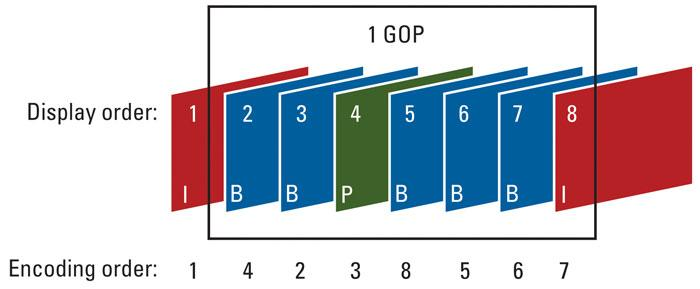 1 GOP
Display order: 1 2 3 4 5 6 7 8
I B B P B B B I
Encoding order: 1 4 2 3 8 5 6 7